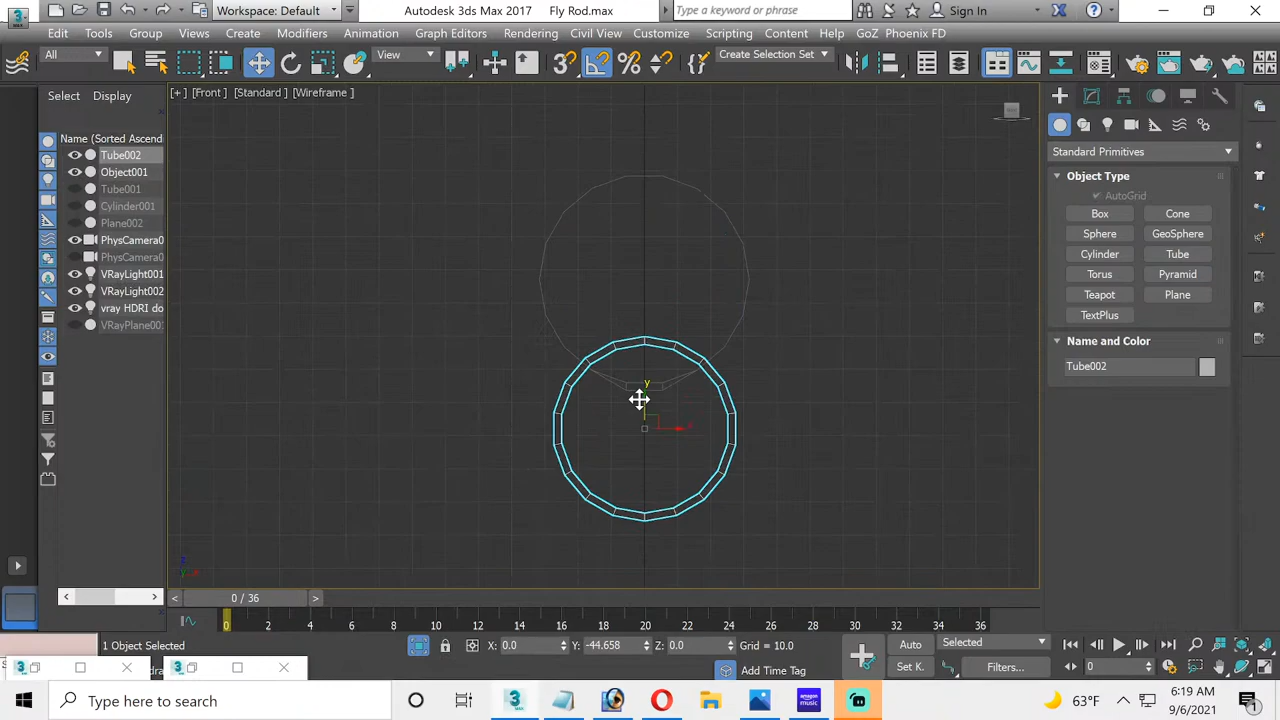 Autodesk 3ds Max 2017 Fly Rod.max
Workspace: Default
Type a keyword or phrase
Sign In
File Edit Tools Group Views Create Modifiers Animation Graph Editors Rendering Civil View Customize Scripting Content Help GoZ Phoenix FD
All
View
Create Selection Set
Select Display
[+] [Front] [Standard] [Wireframe]
Name (Sorted Ascend
Tube002
Object001
Tube001
Cylinder001
Plane002
PhysCamera0
PhysCamera0
VRayLight001
VRayLight002
vray HDRI do
VRayPlane00
Standard Primitives
Object Type
AutoGrid
Box Cone
Sphere GeoSphere
Cylinder Tube
Torus Pyramid
Teapot Plane
TextPlus
Name and Color
Tube002
y
x
z
0 / 36
0 2 4 6 8 10 12 14 16 18 20 22 24 26 28 30 32 34 36
1 Object Selected
X: 0.0 Y: -44.658 Z: 0.0 Grid = 10.0
Add Time Tag
Auto Selected
Set K. Filters...
0
Type here to search
63°F
6:19 AM
9/6/2021
1